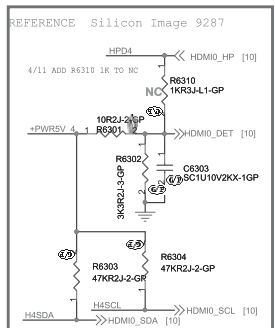 REFERENCE Silicon Image 9287
HPD4
HDMI0_HP [10]
4/11 ADD R6310 1K TO NC
R6310
NC
1KR3J-L1-GP
10R2J-2-GP
+PWR5V 4 1
R6301 2
HDMI0_DET [10]
R6302
3K3R2J-3-GP
C6303
SC1U10V2KX-1GP
R6303
47KR2J-2-GP
R6304
47KR2J-2-GP
H4SCL
HDMI0_SCL [10]
H4SDA
HDMI0_SDA [10]